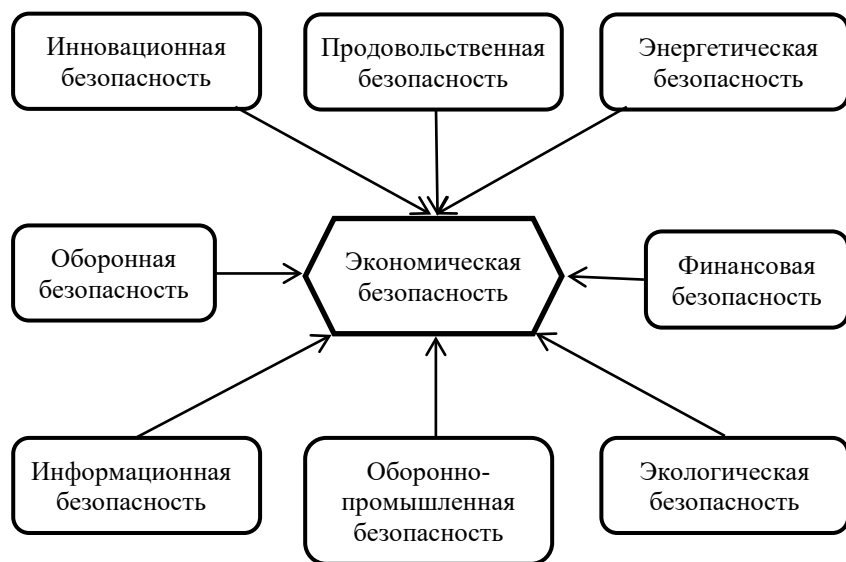 Инновационная
безопасность
Продовольственная
безопасность
Энергетическая
безопасность
Оборонная
безопасность
Экономическая
безопасность
Финансовая
безопасность
Информационная
безопасность
Оборонно-
промышленная
безопасность
Экологическая
безопасность